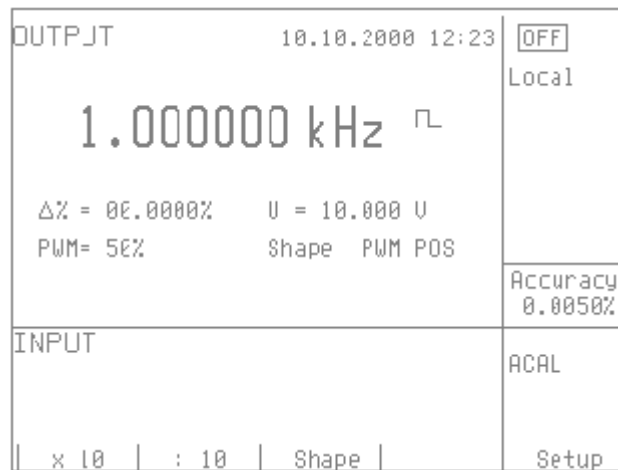 OUTPUT 10.10.2000 12:23 OFF
Local
1.000000 kHz
Δ% = 00.0000% U = 10.000 V
PWM= 50% Shape PWM POS
Accuracy
0.0050%
INPUT
ACAL
x 10 : 10 Shape Setup